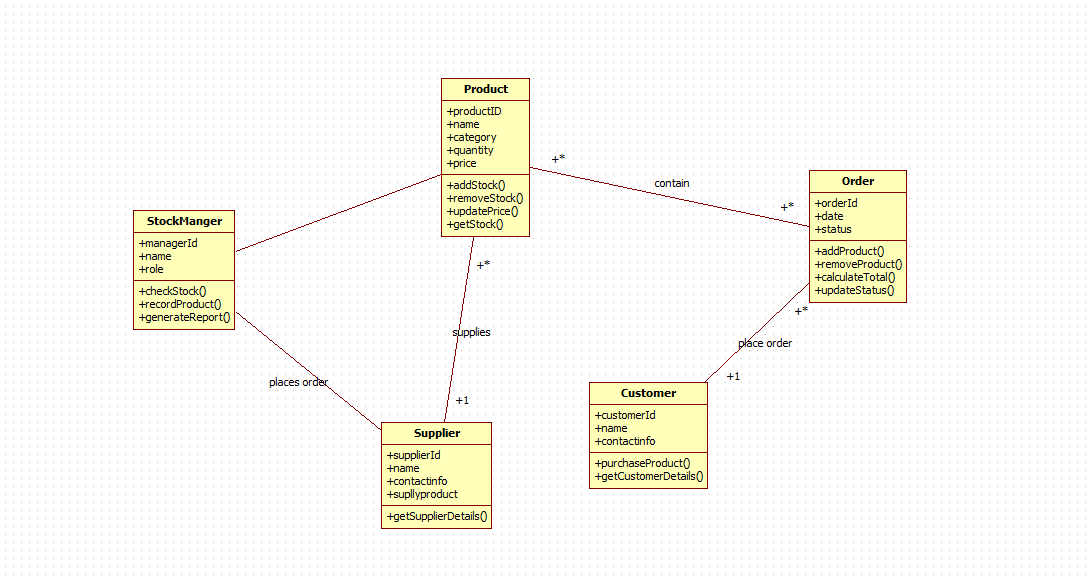 Product
+productID
+name
+category
+quantity
+price
+addStock()
+removeStock()
+updatePrice()
+getStock()
+*
contain
+*
Order
+orderId
+date
+status
+addProduct()
+removeProduct()
+calculateTotal()
+updateStatus()
StockManger
+managerId
+name
+role
+checkStock()
+recordProduct()
+generateReport()
+*
supplies
+1
places order
+*
place order
+1
Supplier
+supplierId
+name
+contactinfo
+supllyproduct
+getSupplierDetails()
Customer
+customerId
+name
+contactinfo
+purchaseProduct()
+getCustomerDetails()